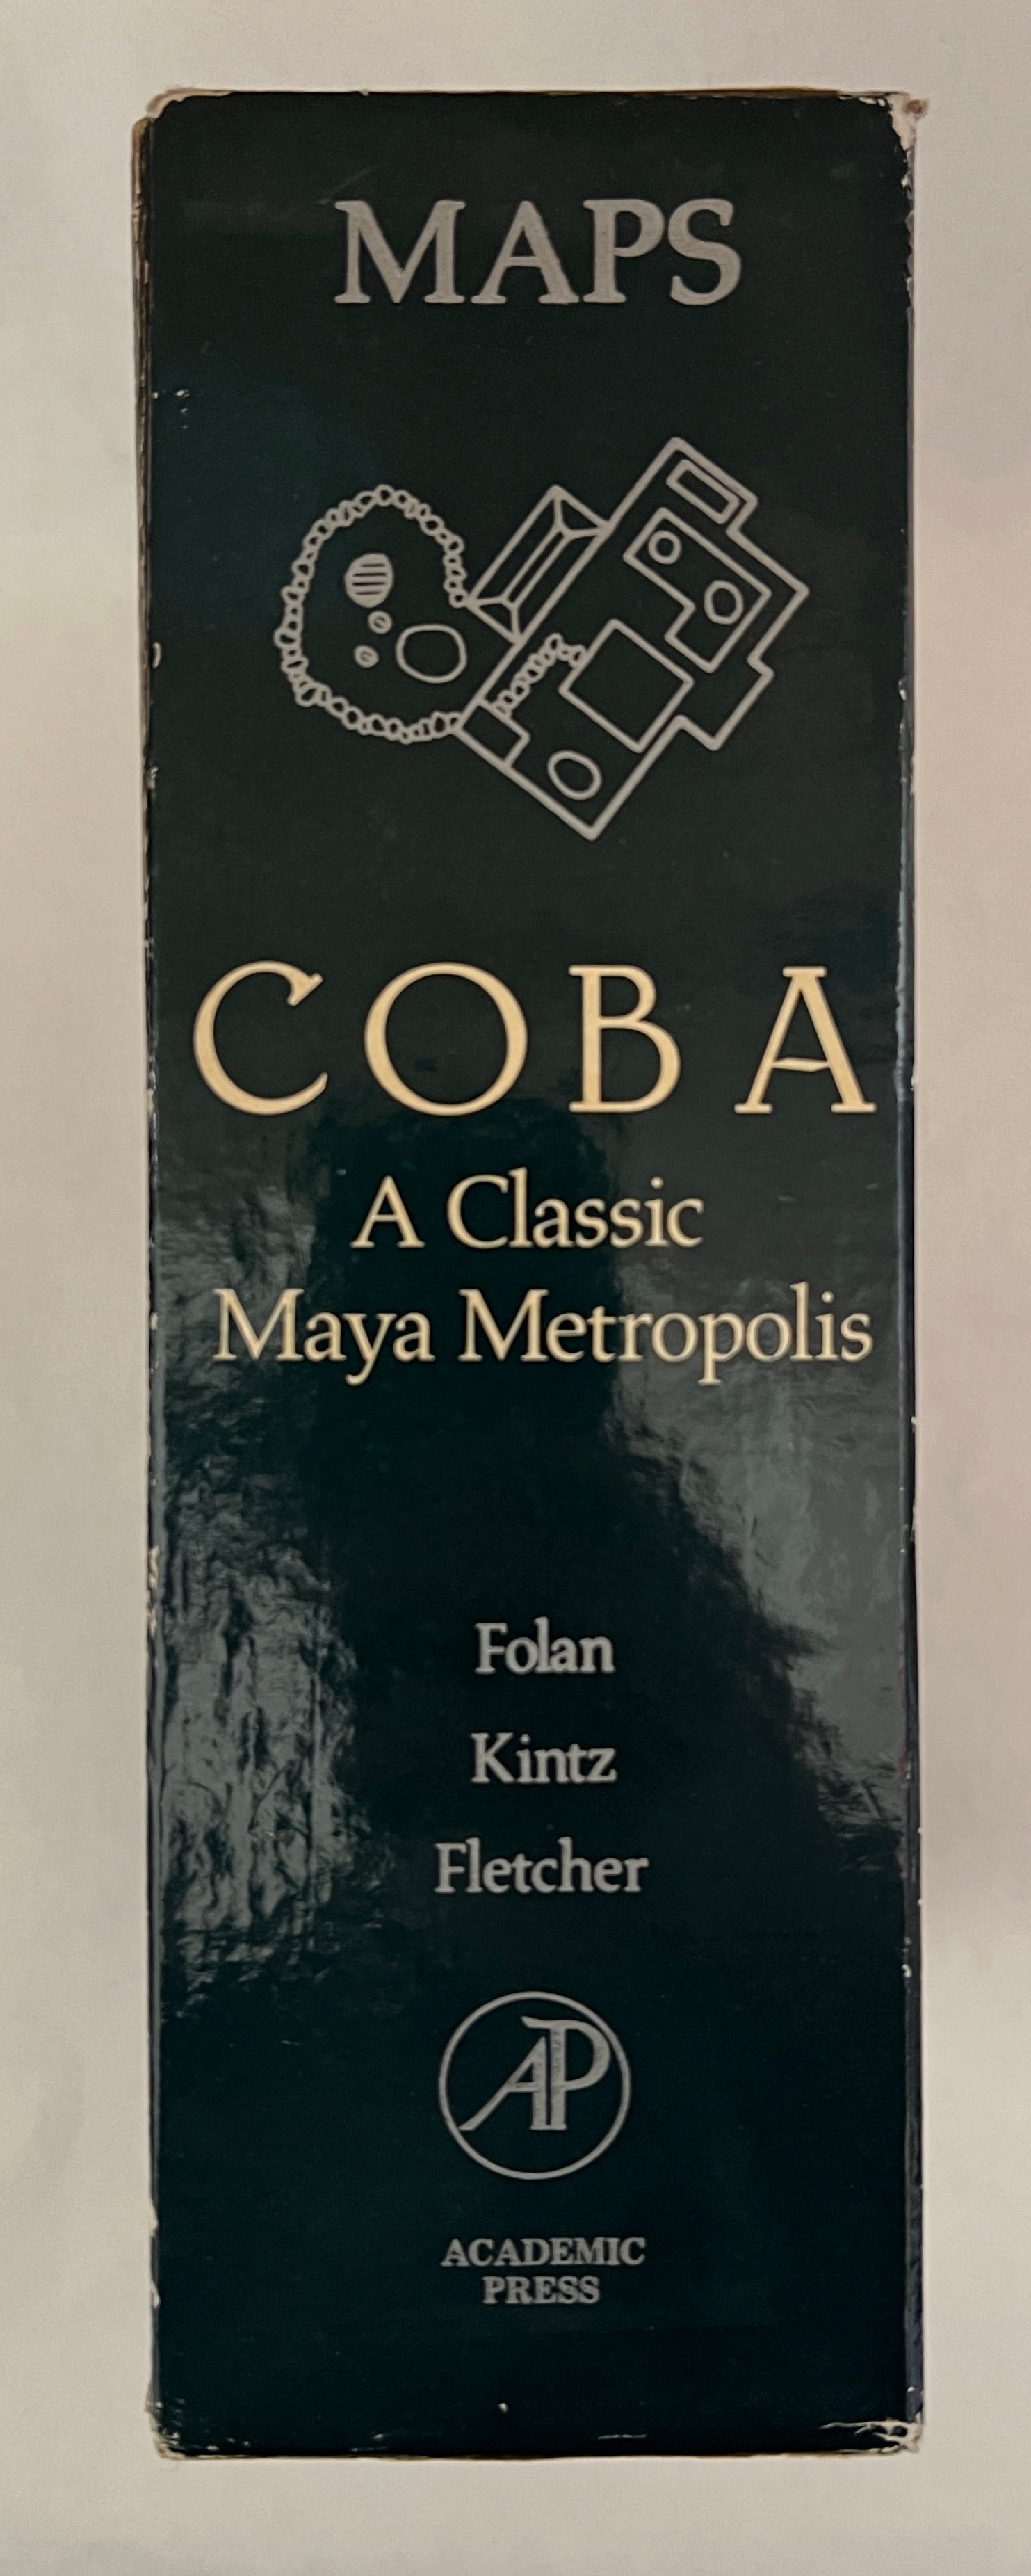 MAPS
COBA
A Classic
Maya Metropolis
Folan
Kintz
Fletcher
AP
ACADEMIC
PRESS